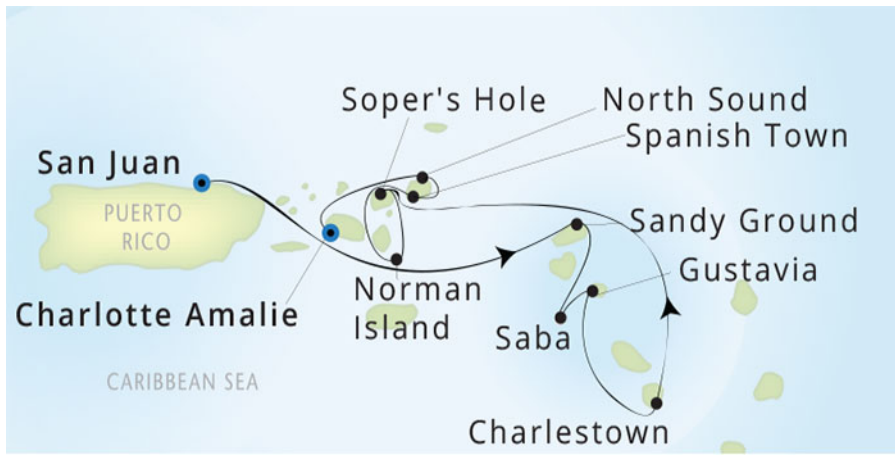 Soper's Hole
North Sound
Spanish Town
San Juan
PUERTO
RICO
Sandy Ground
Gustavia
Norman
Island
Charlotte Amalie
Saba
CARIBBEAN SEA
Charlestown